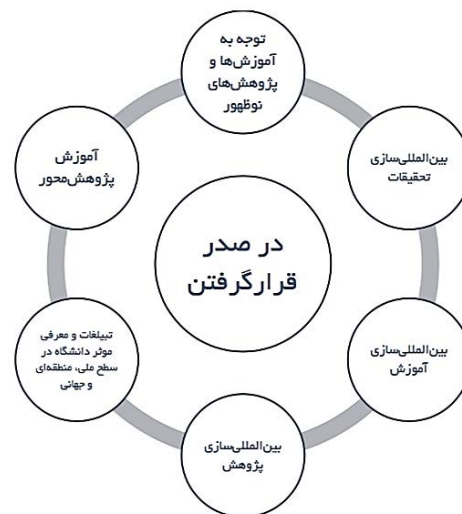 توجه به
آموزش‌ها و
پژوهش‌های
نوظهور
بین‌المللی‌سازی
تحقیقات
بین‌المللی‌سازی
آموزش
بین‌المللی‌سازی
پژوهش
تبیلغات و معرفی
موثر دانشگاه در
سطح ملی، منطقه‌ای
و جهانی
آموزش
پژوهش‌محور
در صدر
قرارگرفتن